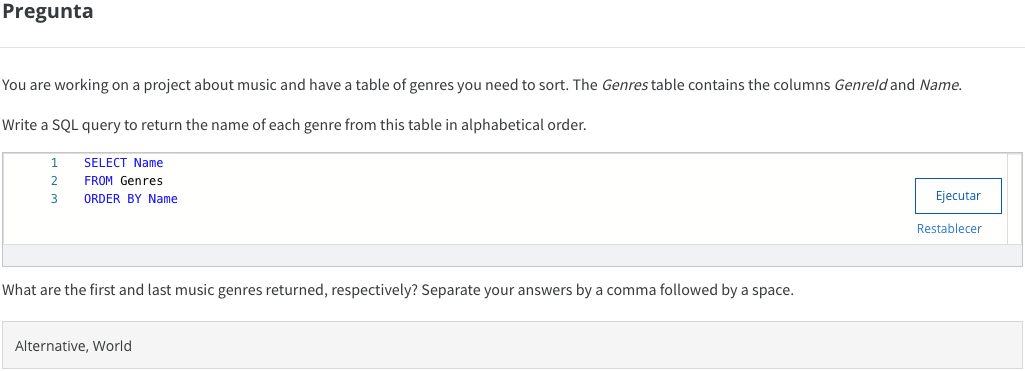 Pregunta
You are working on a project about music and have a table of genres you need to sort. The Genres table contains the columns GenreId and Name.
Write a SQL query to return the name of each genre from this table in alphabetical order.
1 SELECT Name
2 FROM Genres
3 ORDER BY Name
Ejecutar
Restablecer
What are the first and last music genres returned, respectively? Separate your answers by a comma followed by a space.
Alternative, World